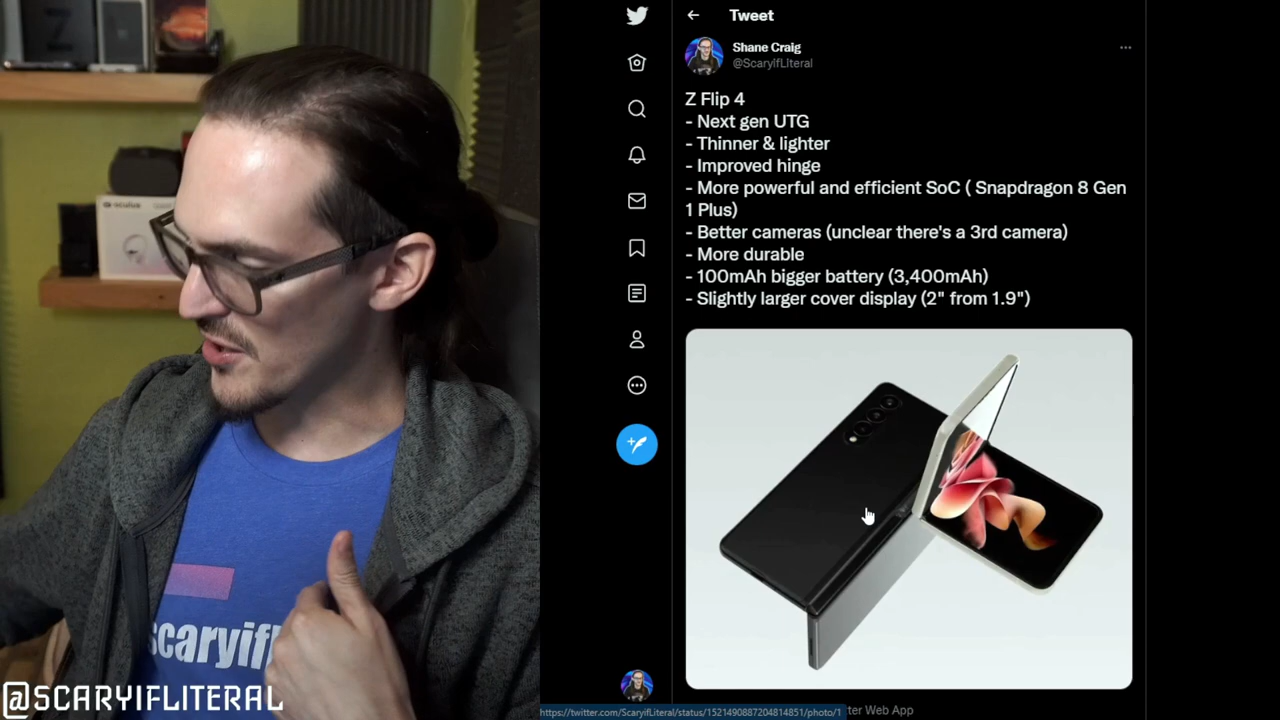 Tweet
Shane Craig
@ScaryIfLIteral
Z Flip 4
- Next gen UTG
- Thinner & lighter
- Improved hinge
- More powerful and efficient SoC ( Snapdragon 8 Gen
1 Plus)
- Better cameras (unclear there's a 3rd camera)
- More durable
- 100mAh bigger battery (3,400mAh)
- Slightly larger cover display (2" from 1.9")
oculus
scaryifl
@SCARYIFLITERAL
https://twitter.com/ScaryifLiteral/status/1521490887204814851/photo/1
ter Web App